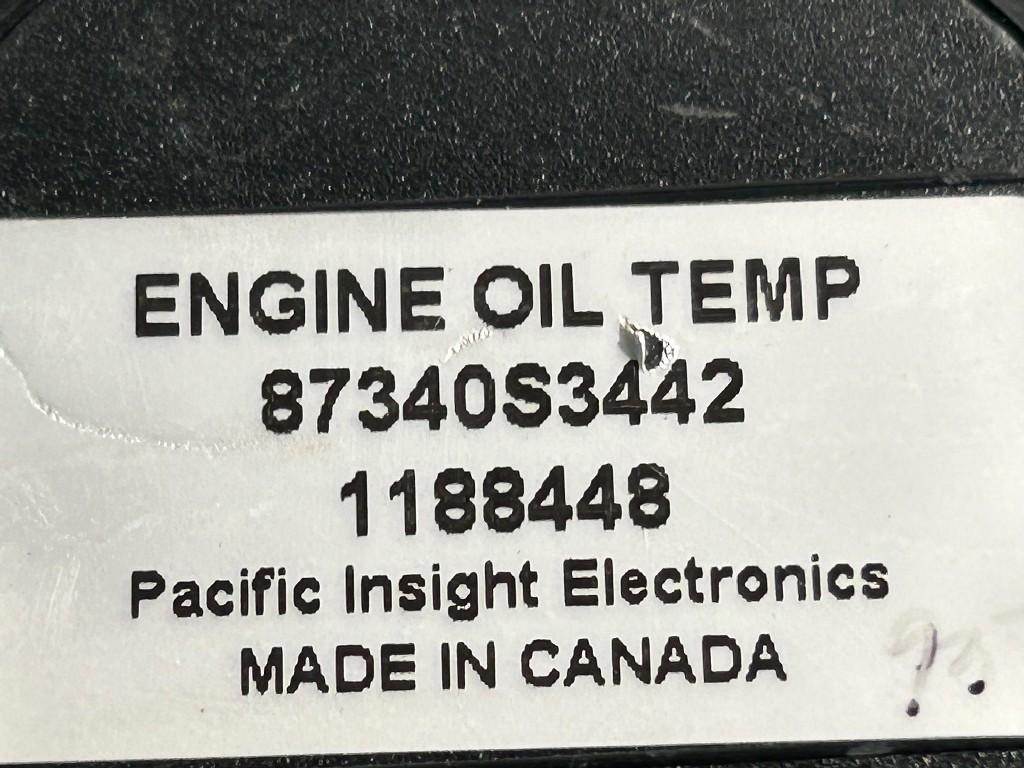 ENGINE OIL TEMP
87340S3442
1188448
Pacific Insight Electronics
MADE IN CANADA